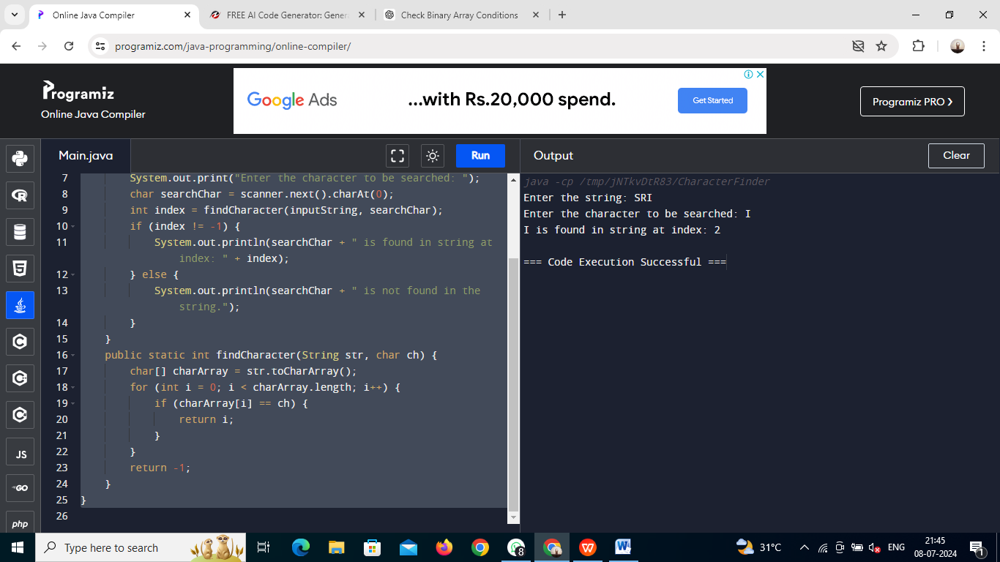 Online Java Compiler
FREE AI Code Generator: Genera
Check Binary Array Conditions
programiz.com/java-programming/online-compiler/
Programiz
Online Java Compiler
Google Ads
...with Rs.20,000 spend.
Get Started
Programiz PRO ❯
Main.java
Run
Output
Clear
7 System.out.print("Enter the character to be searched: ");
8 char searchChar = scanner.next().charAt(0);
9 int index = findCharacter(inputString, searchChar);
10 if (index != -1) {
11 System.out.println(searchChar + " is found in string at
index: " + index);
12 } else {
13 System.out.println(searchChar + " is not found in the
string.");
14 }
15 }
16 public static int findCharacter(String str, char ch) {
17 char[] charArray = str.toCharArray();
18 for (int i = 0; i < charArray.length; i++) {
19 if (charArray[i] == ch) {
20 return i;
21 }
22 }
23 return -1;
24 }
25 }
26
java -cp /tmp/jNTkvDtR83/CharacterFinder
Enter the string: SRI
Enter the character to be searched: I
I is found in string at index: 2
=== Code Execution Successful ===
JS
GO
php
Type here to search
8
31°C
ENG
21:45
08-07-2024
1